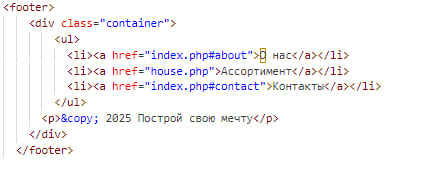 <footer>
<div class="container">
<ul>
<li><a href="index.php#about">О нас</a></li>
<li><a href="house.php">Ассортимент</a></li>
<li><a href="index.php#contact">Контакты</a></li>
</ul>
<p>&copy; 2025 Построй свою мечту</p>
</div>
</footer>